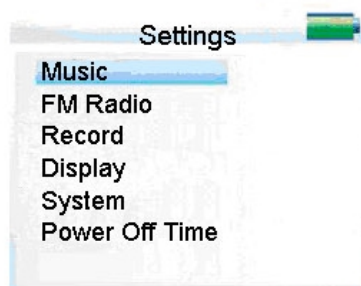 Settings
Music
FM Radio
Record
Display
System
Power Off Time